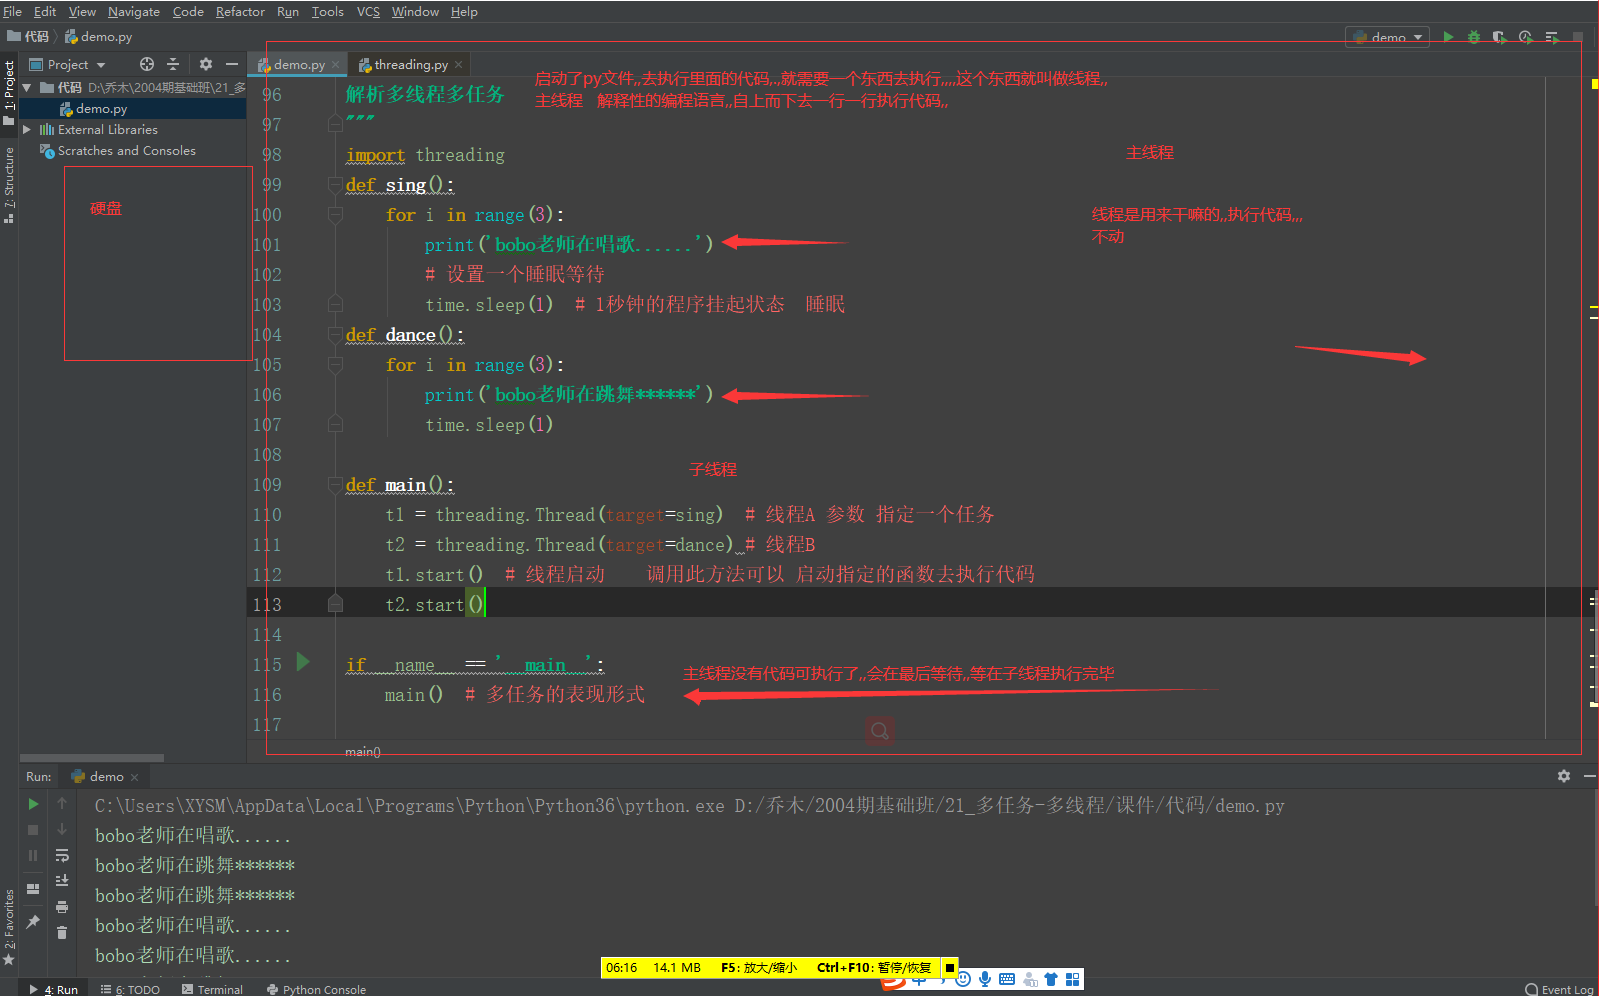 File Edit View Navigate Code Refactor Run Tools VCS Window Help
代码 demo.py
demo
1: Project
7: Structure
2: Favorites
Project
代码 D:\乔木\2004期基础班\21_多
demo.py
External Libraries
Scratches and Consoles
硬盘
demo.py threading.py
启动了py文件,,去执行里面的代码,,,就需要一个东西去执行,,,,这个东西就叫做线程,,
主线程 解释性的编程语言,,自上而下去一行一行执行代码,,
主线程
线程是用来干嘛的,,执行代码,,,
不动
96 解析多线程多任务
97 """
98 import threading
99 def sing():
100 for i in range(3):
101 print('bobo老师在唱歌......')
102 # 设置一个睡眠等待
103 time.sleep(1) # 1秒钟的程序挂起状态 睡眠
104 def dance():
105 for i in range(3):
106 print('bobo老师在跳舞******')
107 time.sleep(1)
108
子线程
109 def main():
110 t1 = threading.Thread(target=sing) # 线程A 参数 指定一个任务
111 t2 = threading.Thread(target=dance) # 线程B
112 t1.start() # 线程启动 调用此方法可以 启动指定的函数去执行代码
113 t2.start()
114
115 if __name__ == '__main__':
主线程没有代码可执行了,,会在最后等待,,等在子线程执行完毕
116 main() # 多任务的表现形式
117
main()
Run: demo
C:\Users\XYSM\AppData\Local\Programs\Python\Python36\python.exe D:/乔木/2004期基础班/21_多任务-多线程/课件/代码/demo.py
bobo老师在唱歌......
bobo老师在跳舞******
bobo老师在跳舞******
bobo老师在唱歌......
bobo老师在唱歌......
06:16 14.1 MB F5: 放大/缩小 Ctrl+F10: 暂停/恢复
中
4: Run 6: TODO Terminal Python Console Event Log